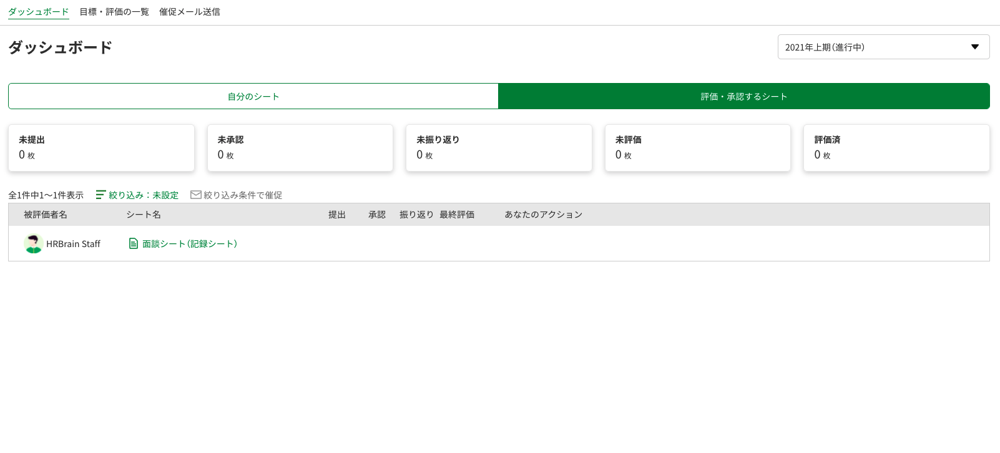 ダッシュボード 目標・評価の一覧 催促メール送信
ダッシュボード
2021年上期（進行中）
自分のシート 評価・承認するシート
未提出 未承認 未振り返り 未評価 評価済
0 枚 0 枚 0 枚 0 枚 0 枚
全1件中1〜1件表示 絞り込み：未設定 絞り込み条件で催促
被評価者名 シート名 提出 承認 振り返り 最終評価 あなたのアクション
HRBrain Staff 面談シート（記録シート）